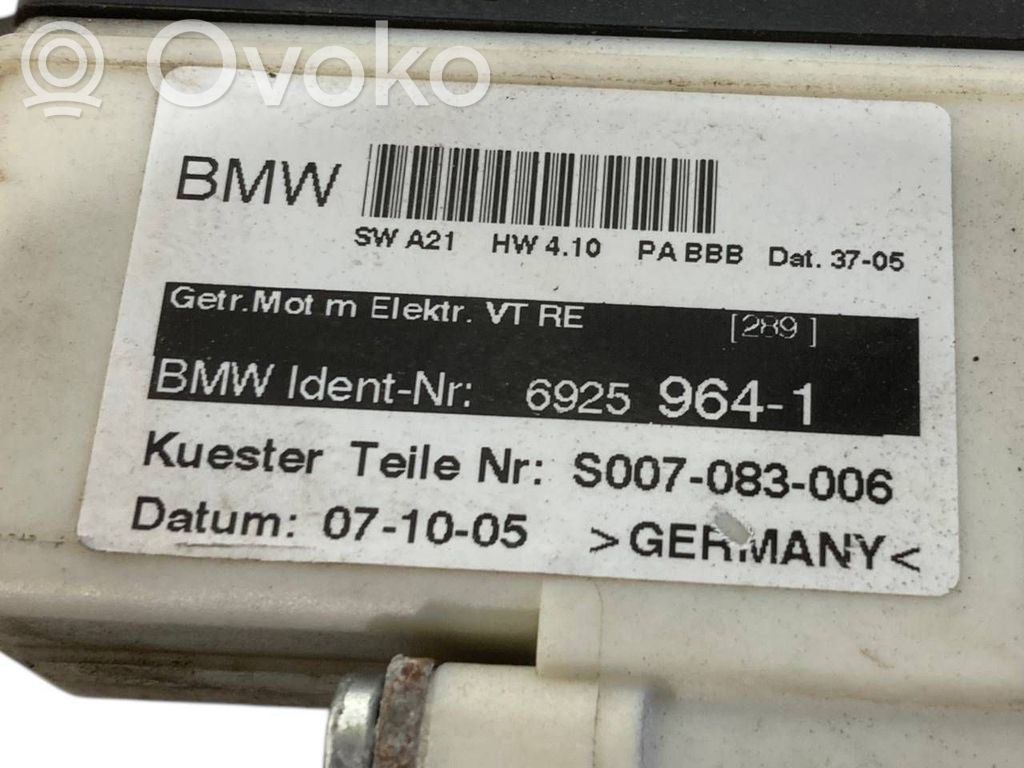 Ovoko
BMW
SW A21 HW 4.10 PA BBB Dat. 37-05
Getr.Mot m Elektr. VT RE [289]
BMW Ident-Nr: 6925 964-1
Kuester Teile Nr: S007-083-006
Datum: 07-10-05 >GERMANY<